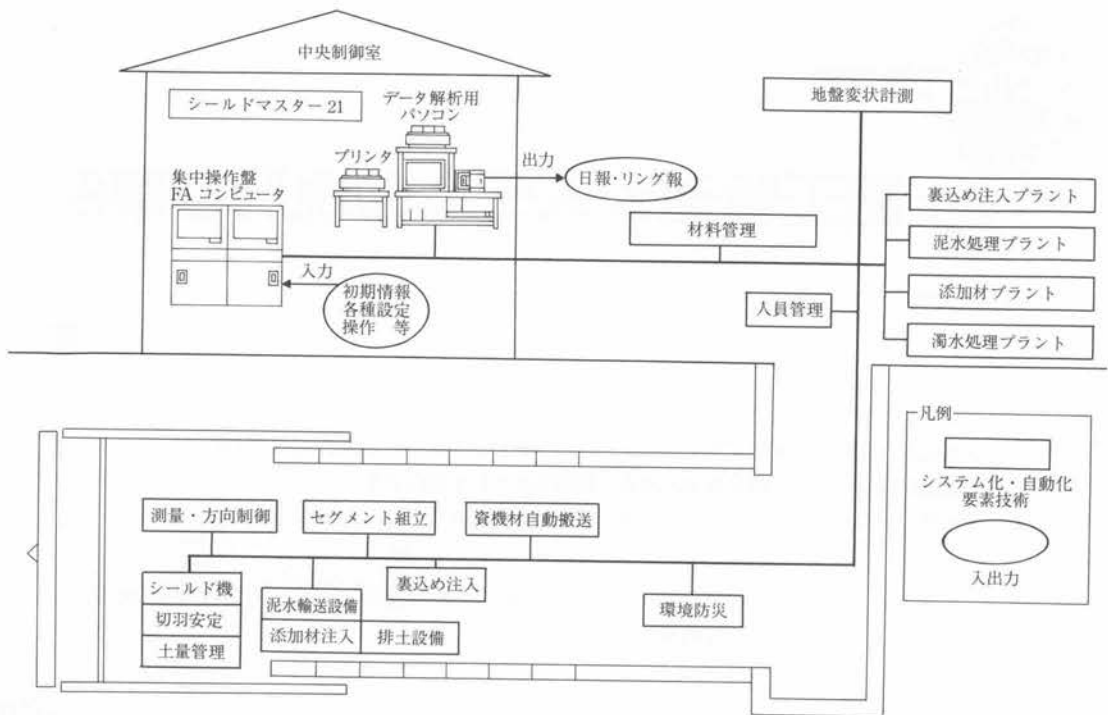 中央制御室
シールドマスター21
データ解析用
パソコン
プリンタ
出力
日報・リング報
集中操作盤
FAコンピュータ
入力
初期情報
各種設定
操作 等
地盤変状計測
材料管理
人員管理
裏込め注入プラント
泥水処理プラント
添加材プラント
濁水処理プラント
凡例
システム化・自動化
要素技術
入出力
測量・方向制御
セグメント組立
資機材自動搬送
シールド機
切羽安定
土量管理
泥水輸送設備
添加材注入
排土設備
裏込め注入
環境防災